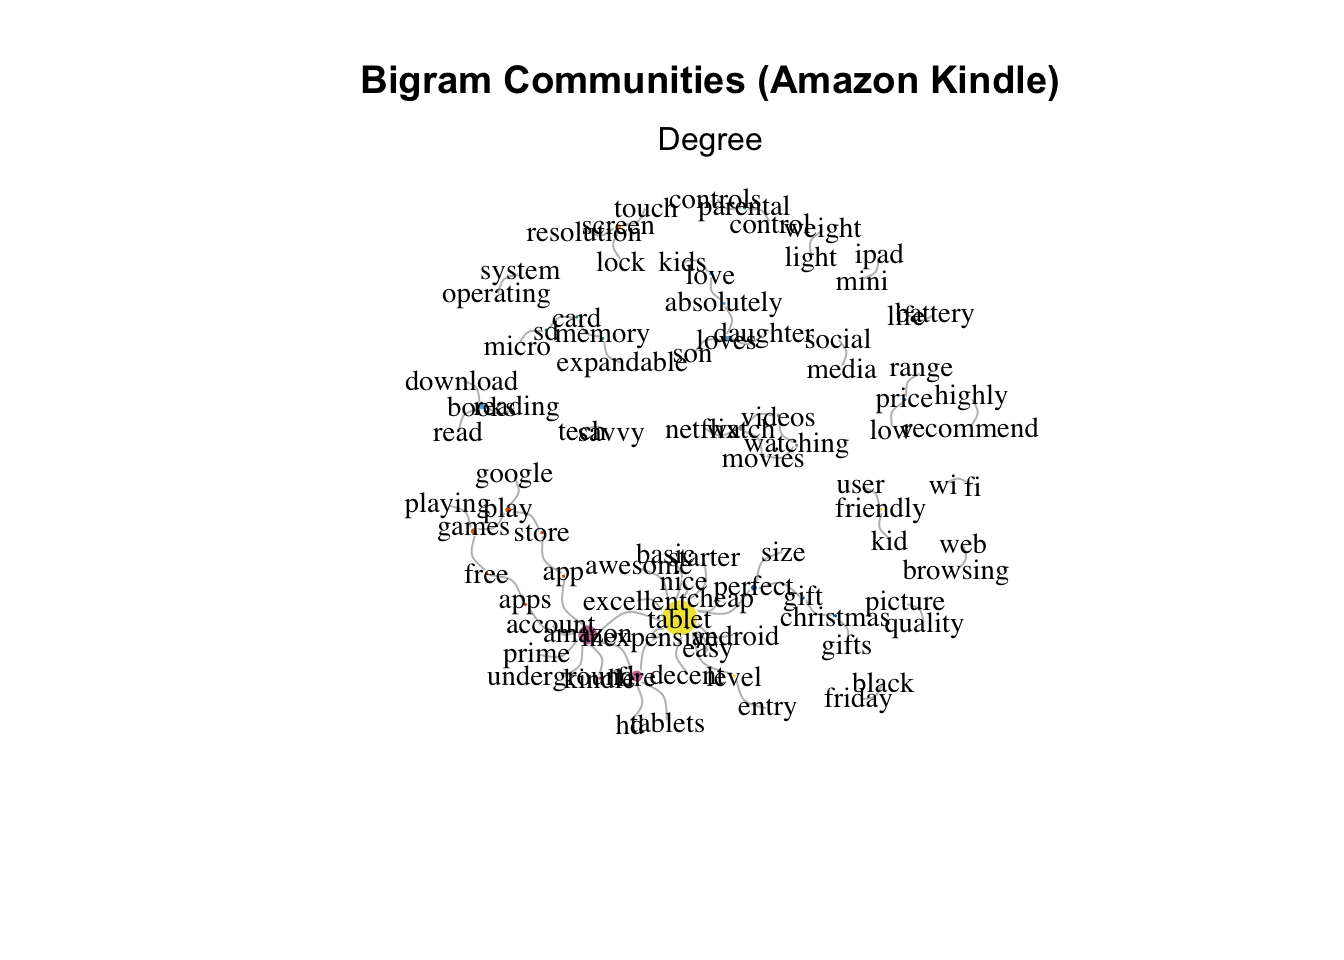 Bigram Communities (Amazon Kindle)
Degree
controls
touch
parental
screen
control
weight
resolution
lock
kids
light
ipad
love
system
mini
operating
absolutely
card
life
battery
sd
memory
daughter
micro
loves
social
son
expandable
media
range
download
price
highly
books
reading
videos
read
tech
savvy
netflix
watch
low
recommend
watching
movies
google
user
wi
fi
playing
play
friendly
games
store
kid
web
basic
starter
size
browsing
free
app
awesome
nice
perfect
apps
excellent
cheap
gift
picture
account
tablet
christmas
quality
amazon
inexpensive
android
prime
easy
gifts
underground
kindle
fire
decent
level
black
friday
entry
hd
tablets